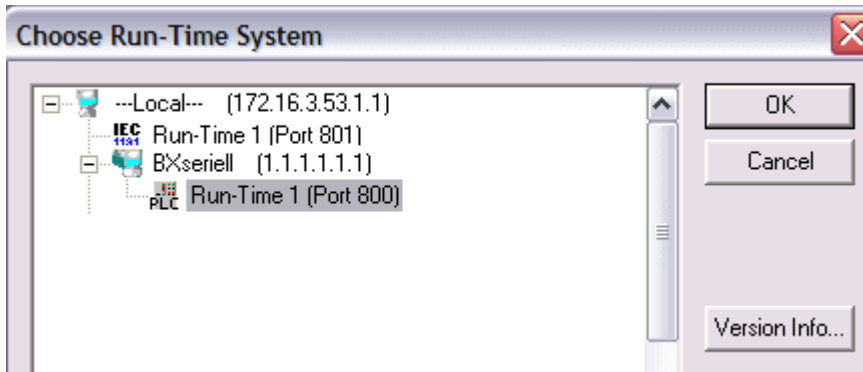 Choose Run-Time System
---Local--- (172.16.3.53.1.1)
OK
IEC
1131
Run-Time 1 (Port 801)
BXseriell (1.1.1.1.1.1)
Cancel
PLC
Run-Time 1 (Port 800)
Version Info...